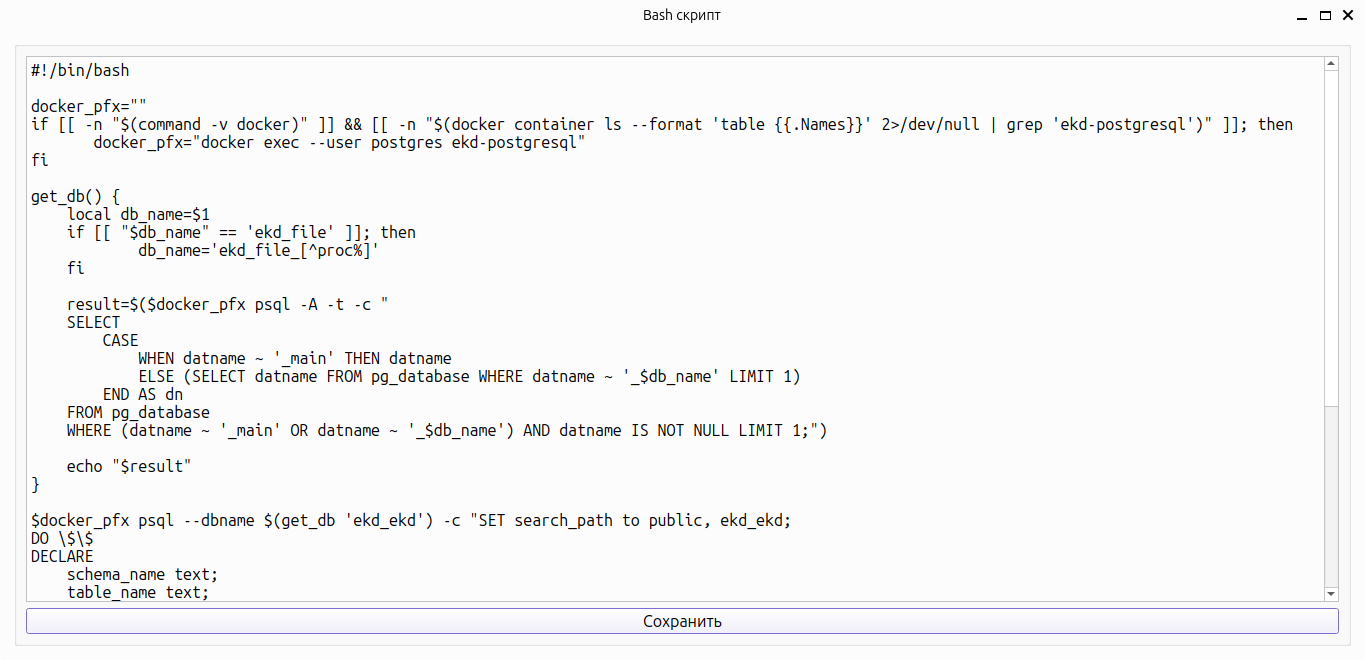 Bash скрипт
#!/bin/bash
docker_pfx=""
if [[ -n "$(command -v docker)" ]] && [[ -n "$(docker container ls --format 'table {{.Names}}' 2>/dev/null | grep 'ekd-postgresql')" ]]; then
        docker_pfx="docker exec --user postgres ekd-postgresql"
fi
get_db() {
    local db_name=$1
    if [[ "$db_name" == 'ekd_file' ]]; then
            db_name='ekd_file_[^proc%]'
    fi
    result=$($docker_pfx psql -A -t -c "
    SELECT
        CASE
            WHEN datname ~ '_main' THEN datname
            ELSE (SELECT datname FROM pg_database WHERE datname ~ '_$db_name' LIMIT 1)
        END AS dn
    FROM pg_database
    WHERE (datname ~ '_main' OR datname ~ '_$db_name') AND datname IS NOT NULL LIMIT 1;")
    echo "$result"
}
$docker_pfx psql --dbname $(get_db 'ekd_ekd') -c "SET search_path to public, ekd_ekd;
DO \$\$
DECLARE
    schema_name text;
    table_name text;
Сохранить